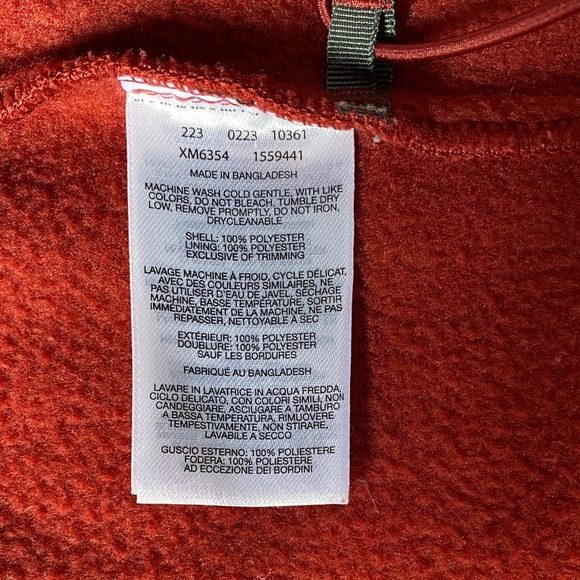 223 0223 10361
XM6354 1559441
MADE IN BANGLADESH
MACHINE WASH COLD GENTLE, WITH LIKE
COLORS, DO NOT BLEACH, TUMBLE DRY
LOW, REMOVE PROMPTLY, DO NOT IRON,
DRYCLEANABLE
SHELL: 100% POLYESTER
LINING: 100% POLYESTER
EXCLUSIVE OF TRIMMING
LAVAGE MACHINE À FROID, CYCLE DÉLICAT,
AVEC DES COULEURS SIMILAIRES, NE
PAS UTILISER D'EAU DE JAVEL, SÉCHAGE
MACHINE, BASSE TEMPÉRATURE, SORTIR
IMMÉDIATEMENT DE LA MACHINE, NE PAS
REPASSER, NETTOYABLE A SEC
EXTÉRIEUR: 100% POLYESTER
DOUBLURE: 100% POLYESTER
SAUF LES BORDURES
FABRIQUÉ AU BANGLADESH
LAVARE IN LAVATRICE IN ACQUA FREDDA,
CICLO DELICATO, CON COLORI SIMILI, NON
CANDEGGIARE, ASCIUGARE A TAMBURO
A BASSA TEMPERATURA, RIMUOVERE
TEMPESTIVAMENTE, NON STIRARE,
LAVABILE A SECCO
GUSCIO ESTERNO: 100% POLIESTERE
FODERA: 100% POLIESTERE
AD ECCEZIONE DEI BORDINI